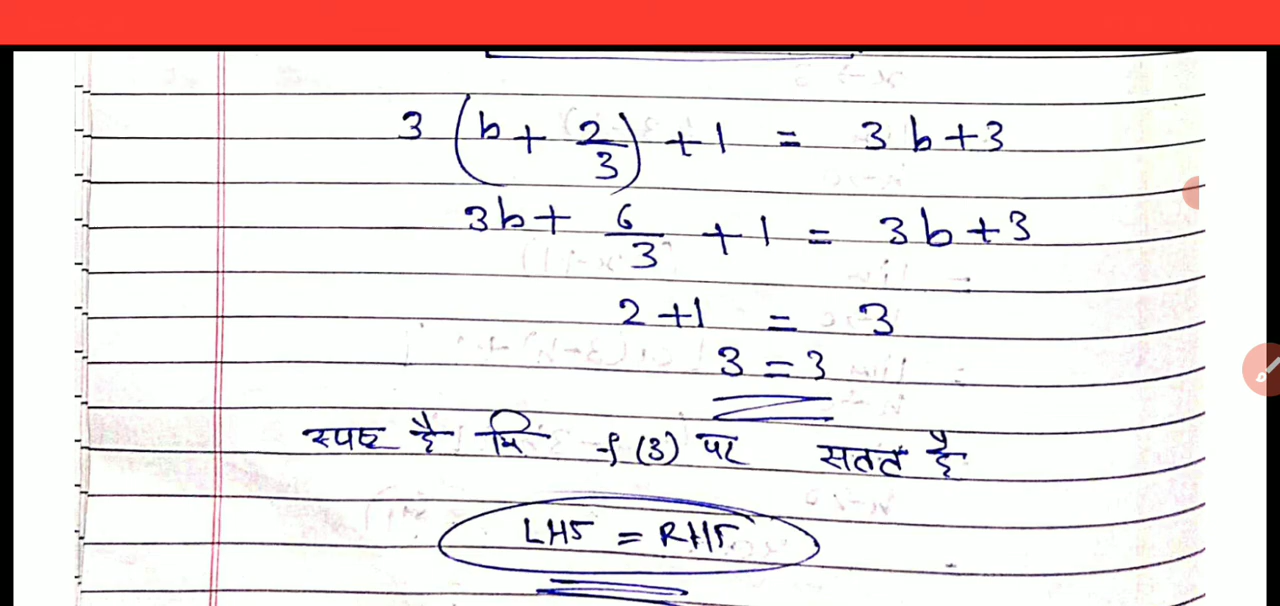 3 (b + 2/3) + 1 = 3b + 3
3b + 6/3 + 1 = 3b + 3
2 + 1 = 3
3 = 3
स्पष्ट है कि f(3) पर सतत है
LHS = RHS